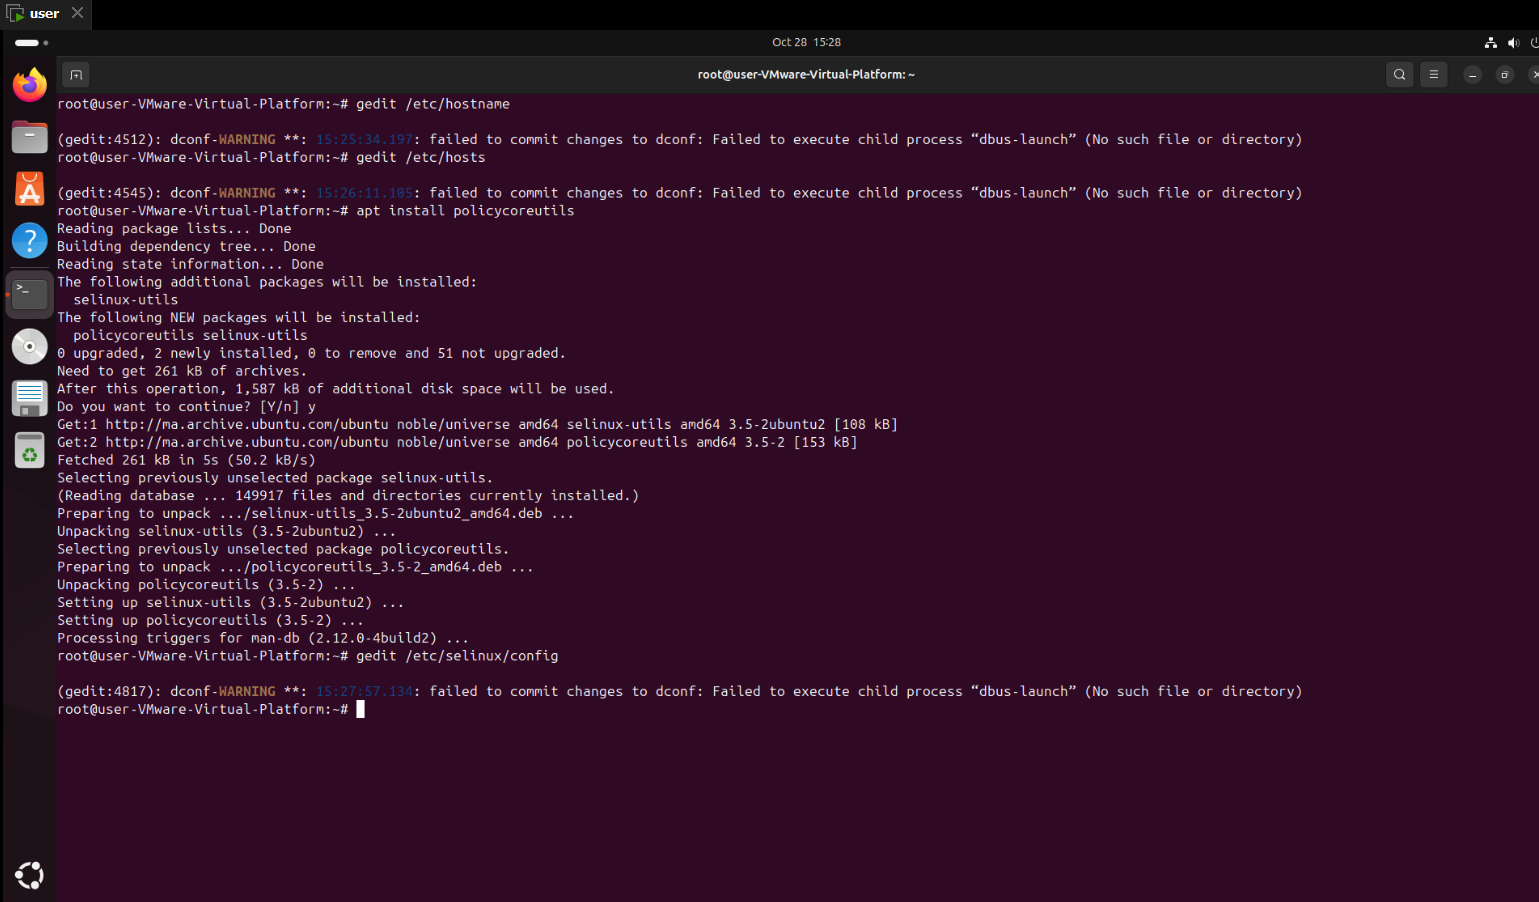 user
Oct 28 15:28
root@user-VMware-Virtual-Platform: ~
root@user-VMware-Virtual-Platform:~# gedit /etc/hostname
(gedit:4512): dconf-WARNING **: 15:25:34.197: failed to commit changes to dconf: Failed to execute child process “dbus-launch” (No such file or directory)
root@user-VMware-Virtual-Platform:~# gedit /etc/hosts
(gedit:4545): dconf-WARNING **: 15:26:11.105: failed to commit changes to dconf: Failed to execute child process “dbus-launch” (No such file or directory)
root@user-VMware-Virtual-Platform:~# apt install policycoreutils
Reading package lists... Done
Building dependency tree... Done
Reading state information... Done
The following additional packages will be installed:
  selinux-utils
The following NEW packages will be installed:
  policycoreutils selinux-utils
0 upgraded, 2 newly installed, 0 to remove and 51 not upgraded.
Need to get 261 kB of archives.
After this operation, 1,587 kB of additional disk space will be used.
Do you want to continue? [Y/n] y
Get:1 http://ma.archive.ubuntu.com/ubuntu noble/universe amd64 selinux-utils amd64 3.5-2ubuntu2 [108 kB]
Get:2 http://ma.archive.ubuntu.com/ubuntu noble/universe amd64 policycoreutils amd64 3.5-2 [153 kB]
Fetched 261 kB in 5s (50.2 kB/s)
Selecting previously unselected package selinux-utils.
(Reading database ... 149917 files and directories currently installed.)
Preparing to unpack .../selinux-utils_3.5-2ubuntu2_amd64.deb ...
Unpacking selinux-utils (3.5-2ubuntu2) ...
Selecting previously unselected package policycoreutils.
Preparing to unpack .../policycoreutils_3.5-2_amd64.deb ...
Unpacking policycoreutils (3.5-2) ...
Setting up selinux-utils (3.5-2ubuntu2) ...
Setting up policycoreutils (3.5-2) ...
Processing triggers for man-db (2.12.0-4build2) ...
root@user-VMware-Virtual-Platform:~# gedit /etc/selinux/config
(gedit:4817): dconf-WARNING **: 15:27:57.134: failed to commit changes to dconf: Failed to execute child process “dbus-launch” (No such file or directory)
root@user-VMware-Virtual-Platform:~#